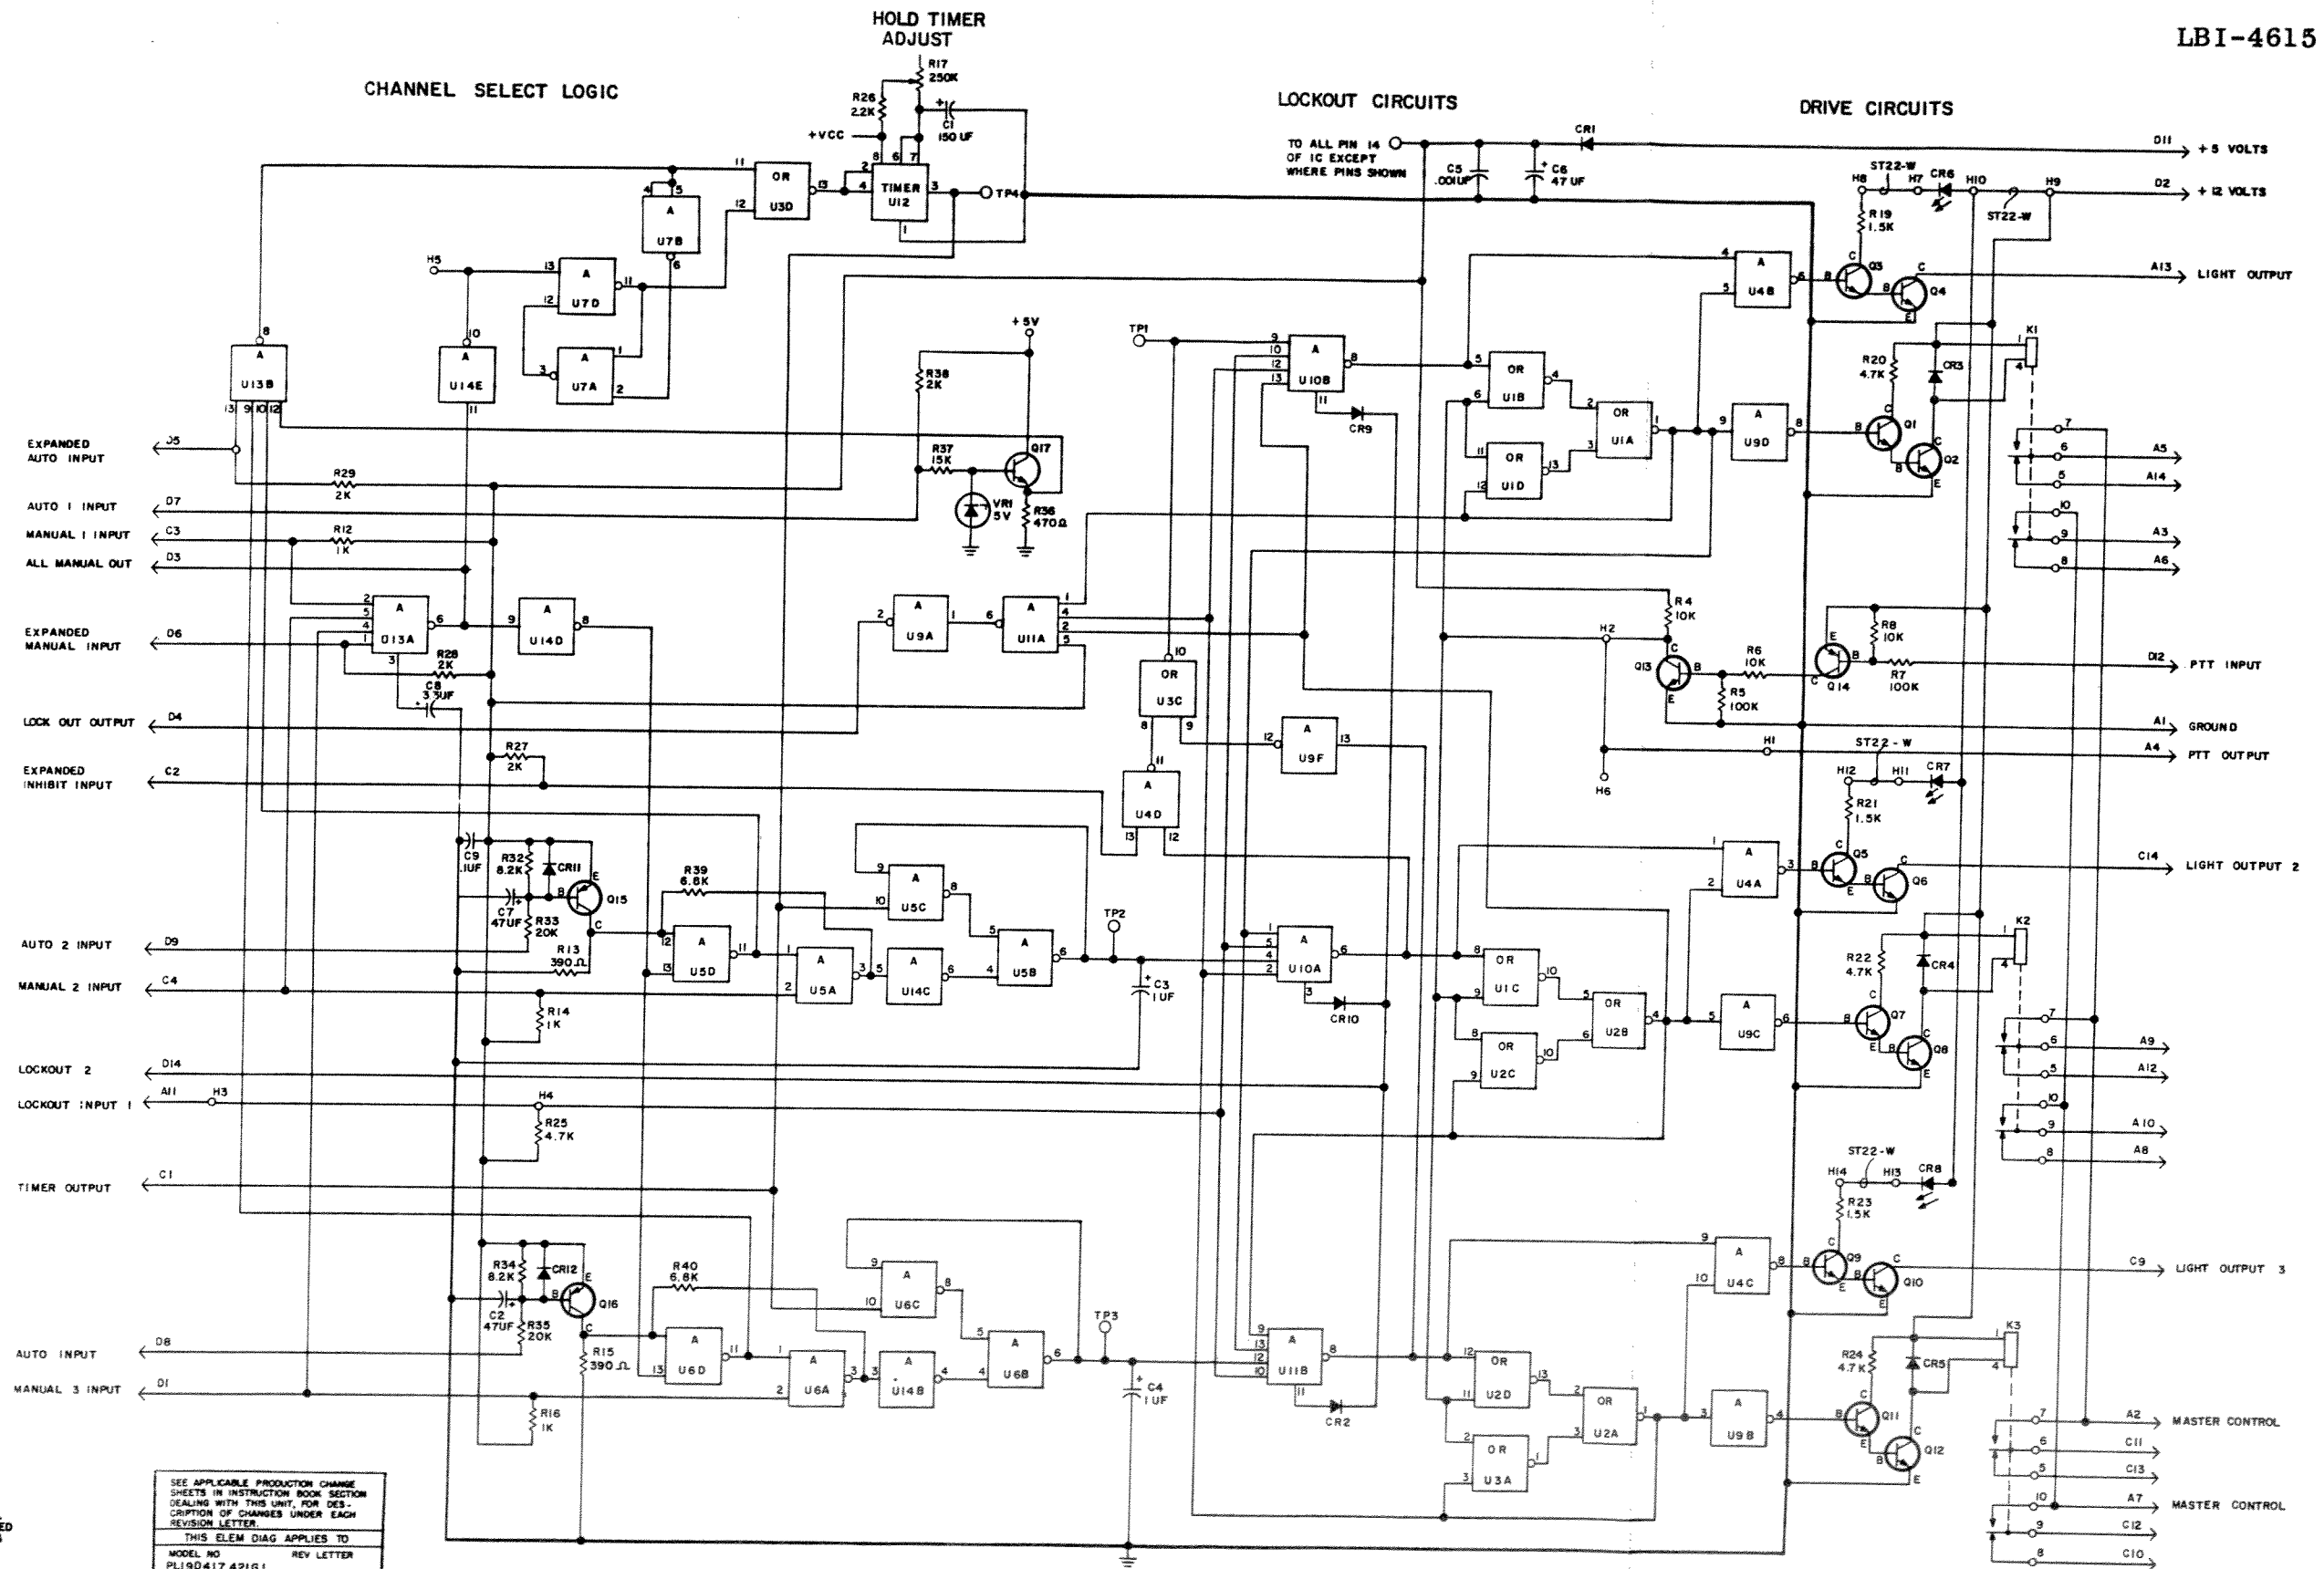 LBI-4615
HOLD TIMER
ADJUST
CHANNEL SELECT LOGIC
LOCKOUT CIRCUITS
DRIVE CIRCUITS
R17
250K
R26
2.2K
+VCC
C1
150 UF
TIMER
U12
TP4
OR
U3D
A
U7B
A
U7D
A
U7A
H5
A
U14E
A
U13B
TO ALL PIN 14
OF IC EXCEPT
WHERE PINS SHOWN
CR1
C5
.001UF
C6
47 UF
D11
+5 VOLTS
ST22-W
H8
H7
CR6
H10
H9
ST22-W
D2
+12 VOLTS
R19
1.5K
A
U4B
Q3
Q4
A13
LIGHT OUTPUT
+5V
R38
2K
R37
15K
Q17
VR1
5V
R36
470Ω
TP1
A
U10B
CR9
OR
U1B
OR
U1D
OR
U1A
A
U9D
R20
4.7K
CR3
K1
Q1
Q2
A5
A14
A3
A6
EXPANDED
AUTO INPUT
D5
R29
2K
AUTO 1 INPUT
D7
MANUAL 1 INPUT
C3
R12
1K
ALL MANUAL OUT
D3
EXPANDED
MANUAL INPUT
D6
A
U13A
A
U14D
R28
2K
C8
3.3UF
A
U9A
A
U11A
LOCK OUT OUTPUT
D4
R27
2K
EXPANDED
INHIBIT INPUT
C2
OR
U3C
A
U9F
A
U4D
R4
10K
H2
Q13
R6
10K
R5
100K
R8
10K
Q14
R7
100K
D12
PTT INPUT
A1
GROUND
H1
A4
PTT OUTPUT
H6
ST22-W
H12
H11
CR7
R21
1.5K
C9
.1UF
R32
8.2K
CR11
Q15
C7
47UF
R33
20K
R39
6.8K
R13
390Ω
AUTO 2 INPUT
D9
MANUAL 2 INPUT
C4
R14
1K
A
U5D
A
U5A
A
U5C
A
U14C
A
U5B
TP2
C3
1UF
A
U10A
CR10
OR
U1C
OR
U2C
OR
U2B
A
U4A
A
U9C
Q5
Q6
C14
LIGHT OUTPUT 2
R22
4.7K
CR4
K2
Q7
Q8
A9
A12
A10
A8
LOCKOUT 2
D14
LOCKOUT INPUT 1
A11
H3
H4
R25
4.7K
TIMER OUTPUT
C1
ST22-W
H14
H13
CR8
R23
1.5K
R34
8.2K
CR12
Q16
C2
47UF
R35
20K
R40
6.8K
R15
390Ω
AUTO INPUT
D8
MANUAL 3 INPUT
D1
R16
1K
A
U6D
A
U6A
A
U6C
A
U14B
A
U6B
TP3
C4
1UF
A
U11B
CR2
OR
U2D
OR
U3A
OR
U2A
A
U4C
A
U9B
Q9
Q10
C9
LIGHT OUTPUT 3
R24
4.7K
CR5
K3
Q11
Q12
A2
MASTER CONTROL
C11
C13
A7
MASTER CONTROL
C12
C10
SEE APPLICABLE PRODUCTION CHANGE
SHEETS IN INSTRUCTION BOOK SECTION
DEALING WITH THIS UNIT, FOR DES-
CRIPTION OF CHANGES UNDER EACH
REVISION LETTER.
THIS ELEM DIAG APPLIES TO
MODEL NO REV LETTER
PL19D417421G1